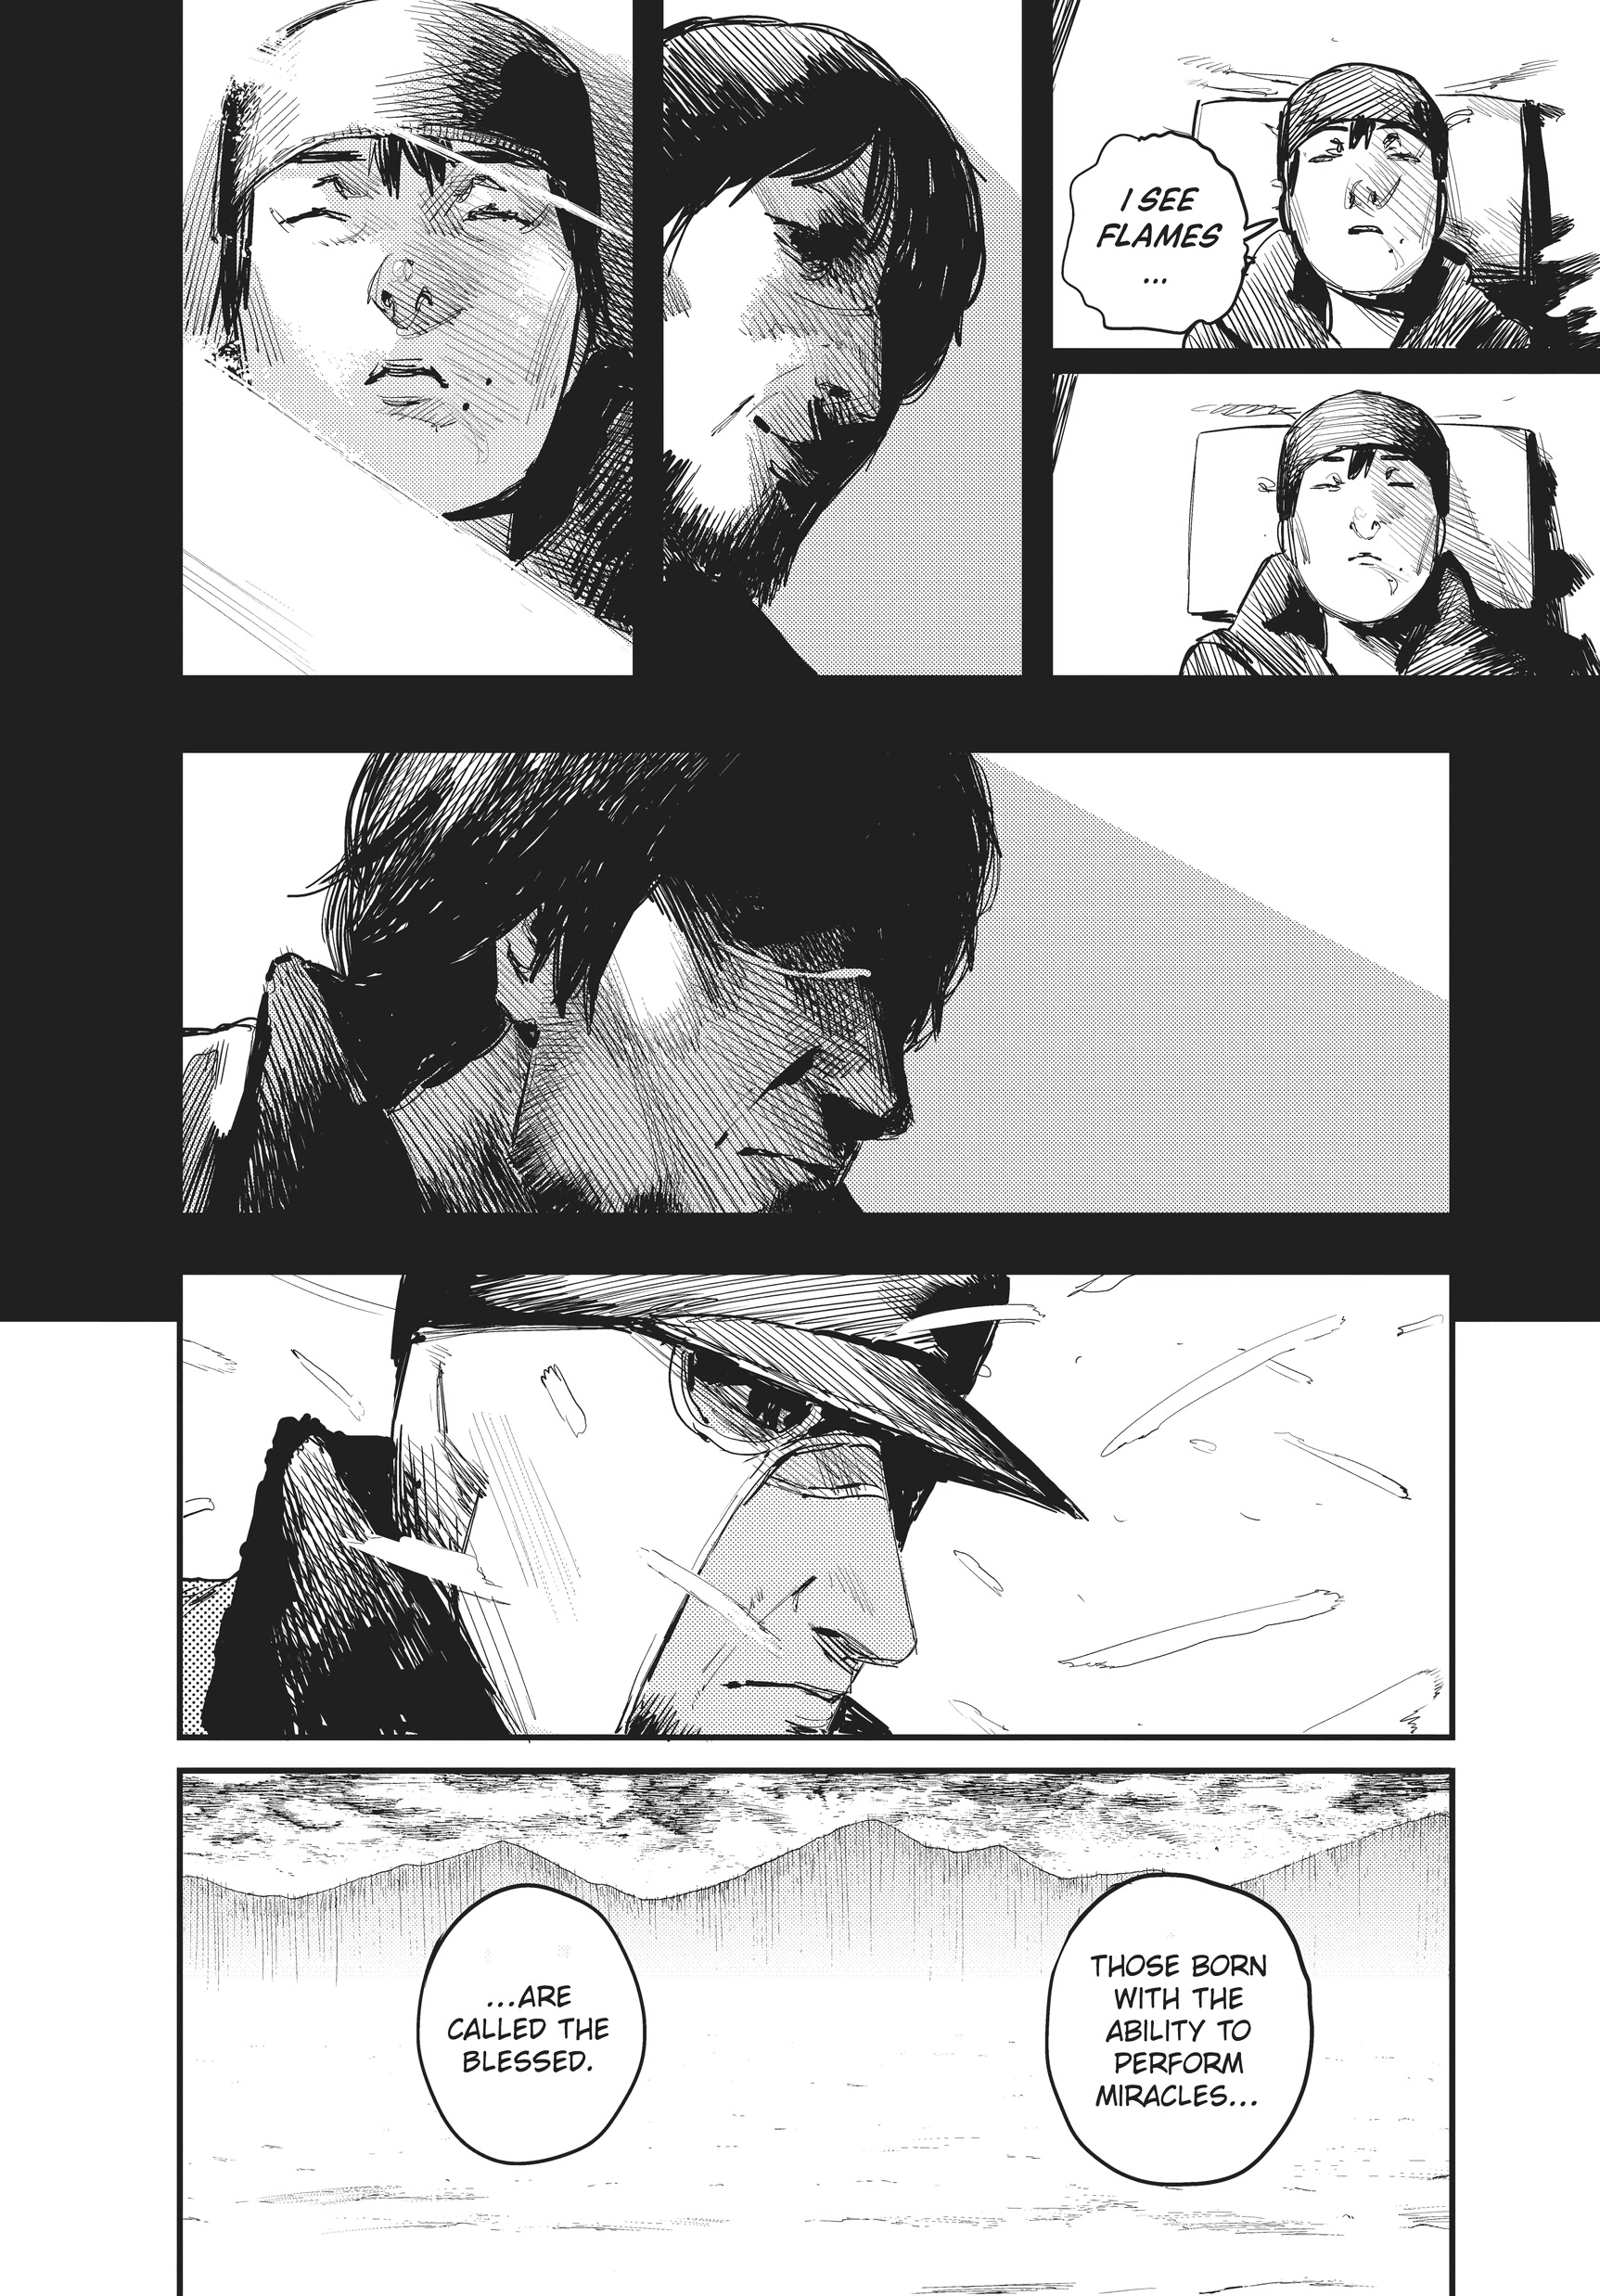 I SEE
FLAMES
...
THOSE BORN
WITH THE
ABILITY TO
PERFORM
MIRACLES...
...ARE
CALLED THE
BLESSED.